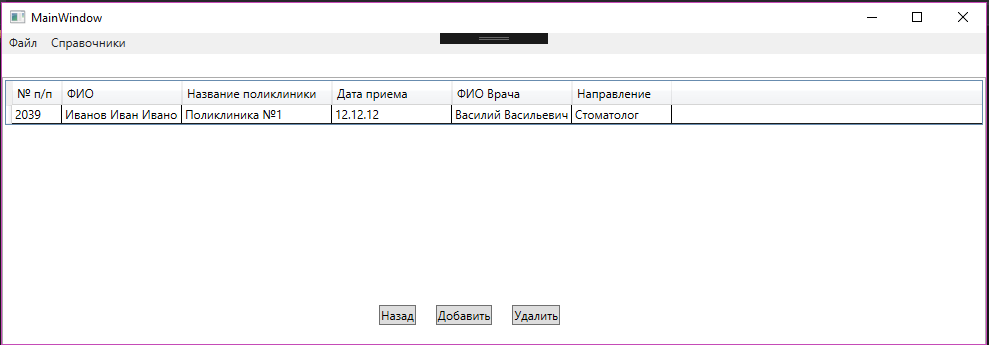 MainWindow
Файл Справочники
№ п/п ФИО Название поликлиники Дата приема ФИО Врача Направление
2039 Иванов Иван Ивано Поликлиника №1 12.12.12 Василий Васильевич Стоматолог
Назад Добавить Удалить